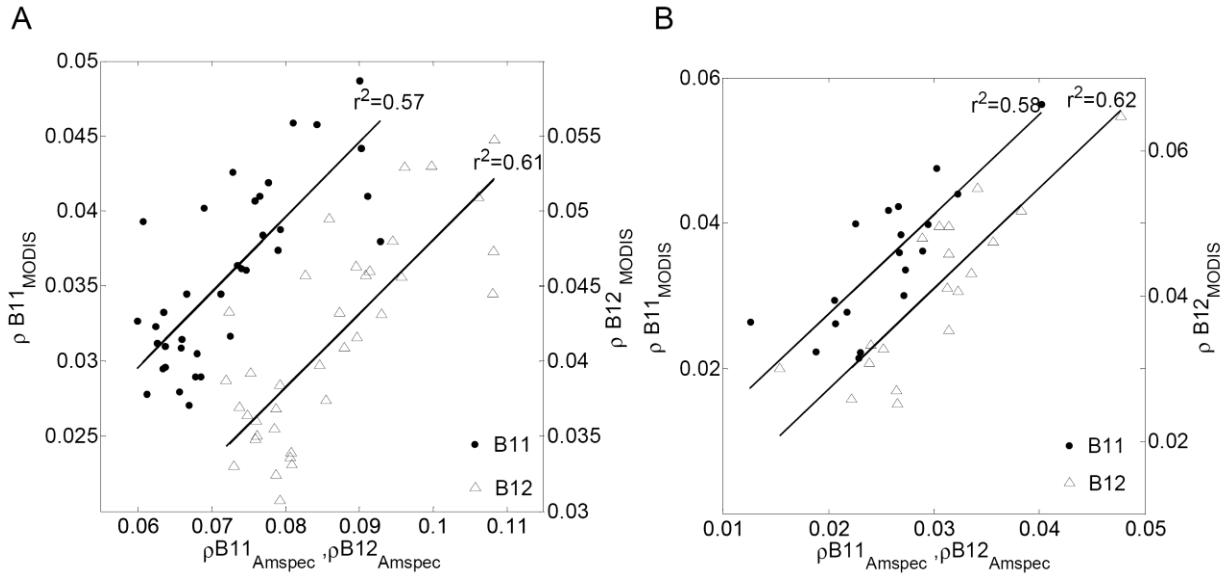 A
B
0.05
0.045
0.04
0.035
0.03
0.025
ρ B11MODIS
0.06 0.07 0.08 0.09 0.1 0.11
ρB11Amspec ,ρB12Amspec
0.055
0.05
0.045
0.04
0.035
0.03
ρ B12MODIS
r2=0.57
r2=0.61
B11
B12
0.06
0.04
0.02
ρ B11MODIS
0.01 0.02 0.03 0.04 0.05
ρB11Amspec ,ρB12Amspec
0.06
0.04
0.02
ρ B12MODIS
r2=0.58
r2=0.62
B11
B12